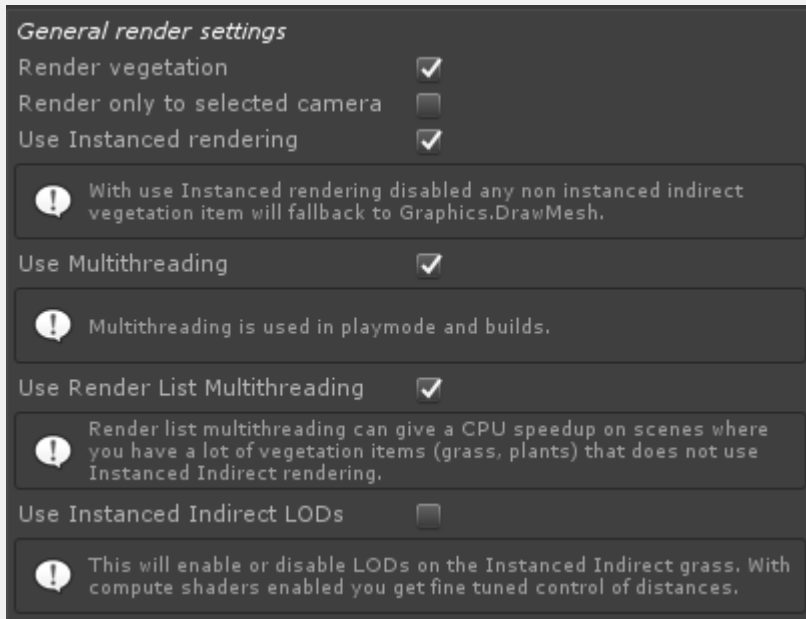 General render settings
Render vegetation
Render only to selected camera
Use Instanced rendering
With use Instanced rendering disabled any non instanced indirect
vegetation item will fallback to Graphics.DrawMesh.
Use Multithreading
Multithreading is used in playmode and builds.
Use Render List Multithreading
Render list multithreading can give a CPU speedup on scenes where
you have a lot of vegetation items (grass, plants) that does not use
Instanced Indirect rendering.
Use Instanced Indirect LODs
This will enable or disable LODs on the Instanced Indirect grass. With
compute shaders enabled you get fine tuned control of distances.